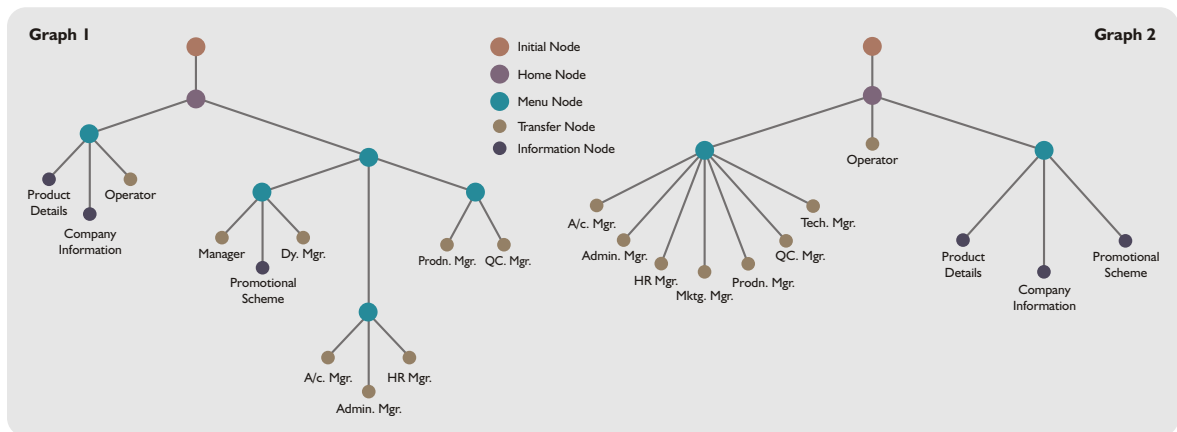 Graph 1
Initial Node
Home Node
Menu Node
Transfer Node
Information Node
Graph 2
Product
Details
Operator
Company
Information
Manager
Dy. Mgr.
Promotional
Scheme
Prodn. Mgr.
QC. Mgr.
A/c. Mgr.
HR Mgr.
Admin. Mgr.
Operator
A/c. Mgr.
Tech. Mgr.
Admin. Mgr.
QC. Mgr.
HR Mgr.
Prodn. Mgr.
Mktg. Mgr.
Product
Details
Promotional
Scheme
Company
Information